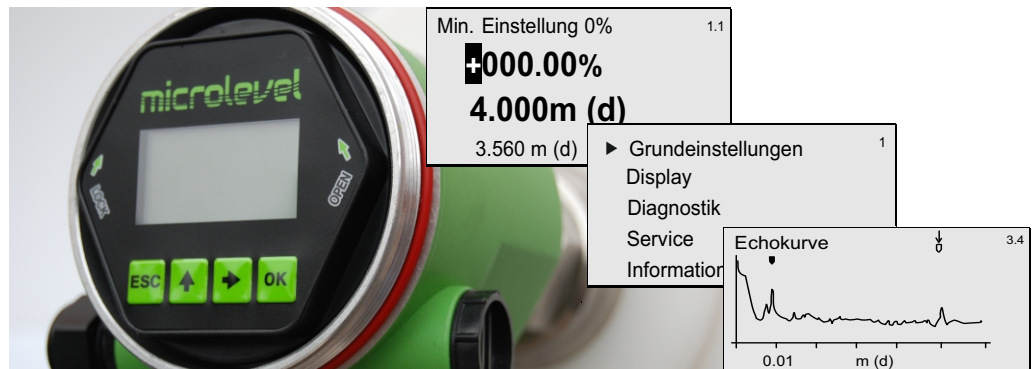 microlevel
LOCK
OPEN
ESC
OK
Min. Einstellung 0% 1.1
+000.00%
4.000m (d)
3.560 m (d)
Grundeinstellungen 1
Display
Diagnostik
Service
Information
Echokurve 3.4
0.01 m (d)